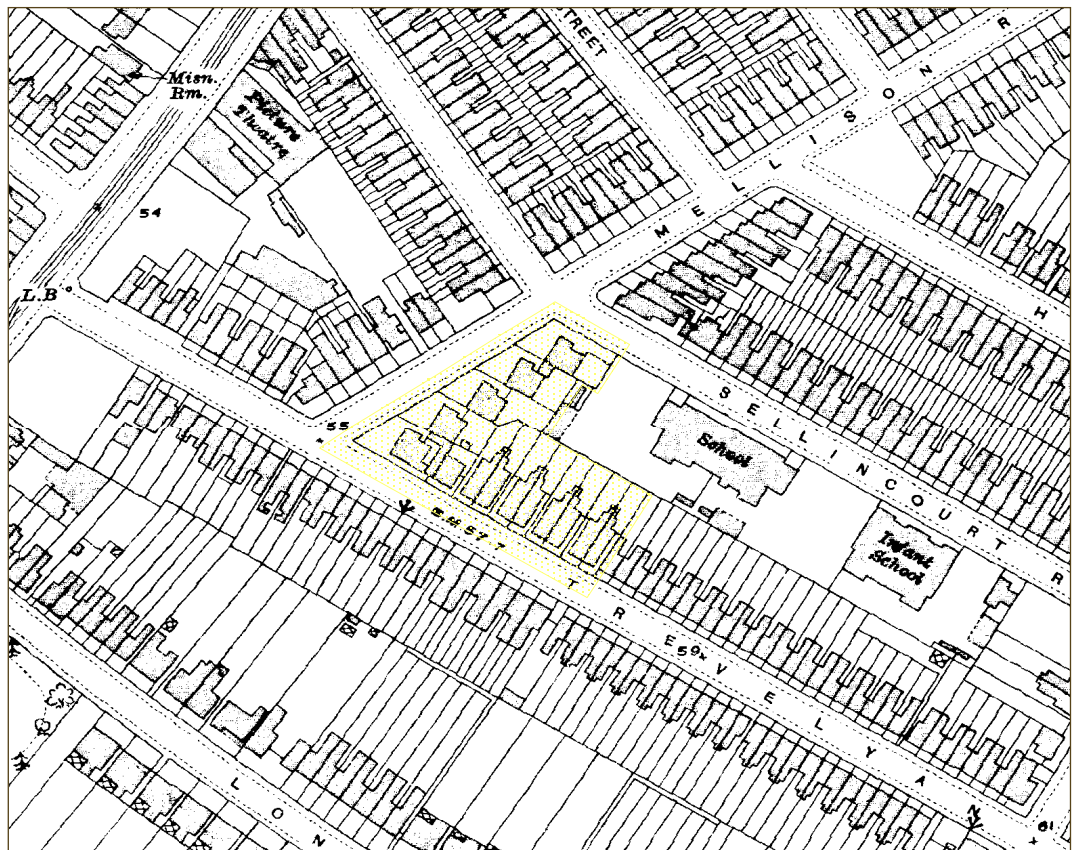 STREET
Misn.
Rm.
Picture
Theatre
MELLISON R
54
L.B
H
55
SELLINCOURT R
School
Infant
School
B.M.57.7
TREVELYAN
59
61
LON